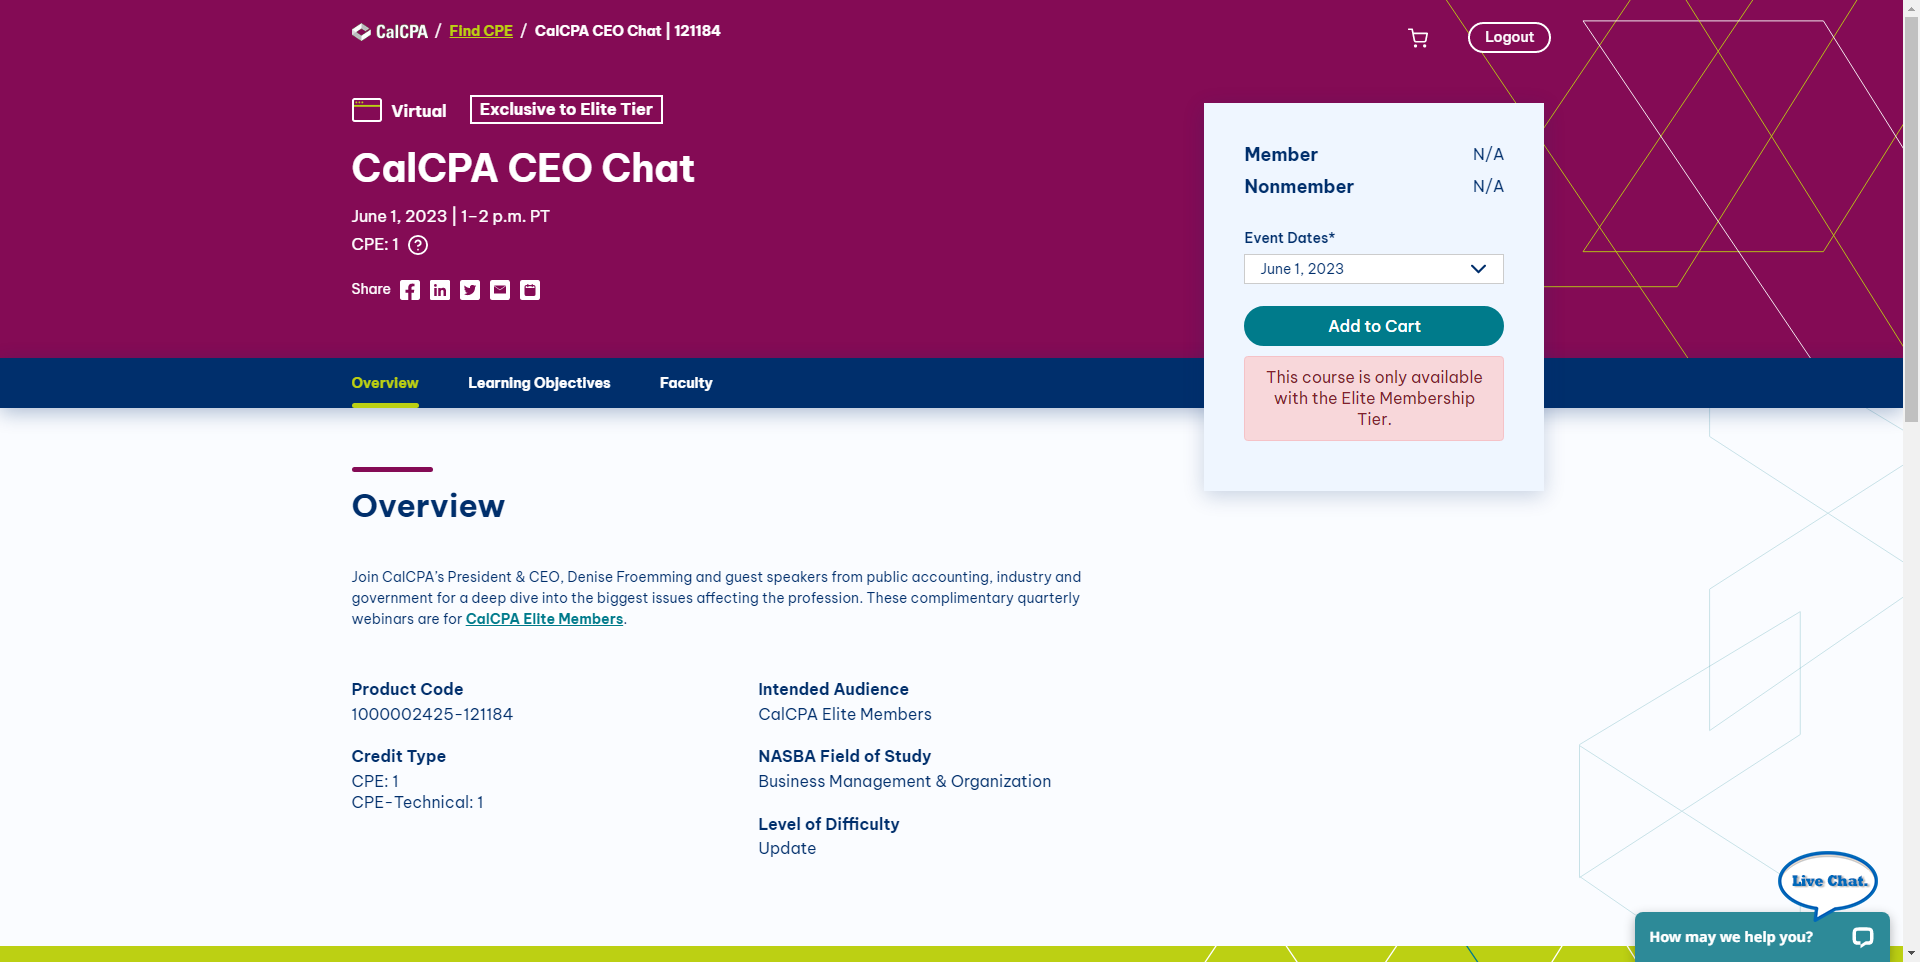 CalCPA / Find CPE / CalCPA CEO Chat | 121184
Logout
Virtual
Exclusive to Elite Tier
CalCPA CEO Chat
June 1, 2023 | 1–2 p.m. PT
CPE: 1 ?
Share
Member N/A
Nonmember N/A
Event Dates*
June 1, 2023
Add to Cart
This course is only available
with the Elite Membership
Tier.
Overview
Learning Objectives
Faculty
Overview
Join CalCPA’s President & CEO, Denise Froemming and guest speakers from public accounting, industry and
government for a deep dive into the biggest issues affecting the profession. These complimentary quarterly
webinars are for CalCPA Elite Members.
Product Code
1000002425-121184
Credit Type
CPE: 1
CPE-Technical: 1
Intended Audience
CalCPA Elite Members
NASBA Field of Study
Business Management & Organization
Level of Difficulty
Update
Live Chat.
How may we help you?